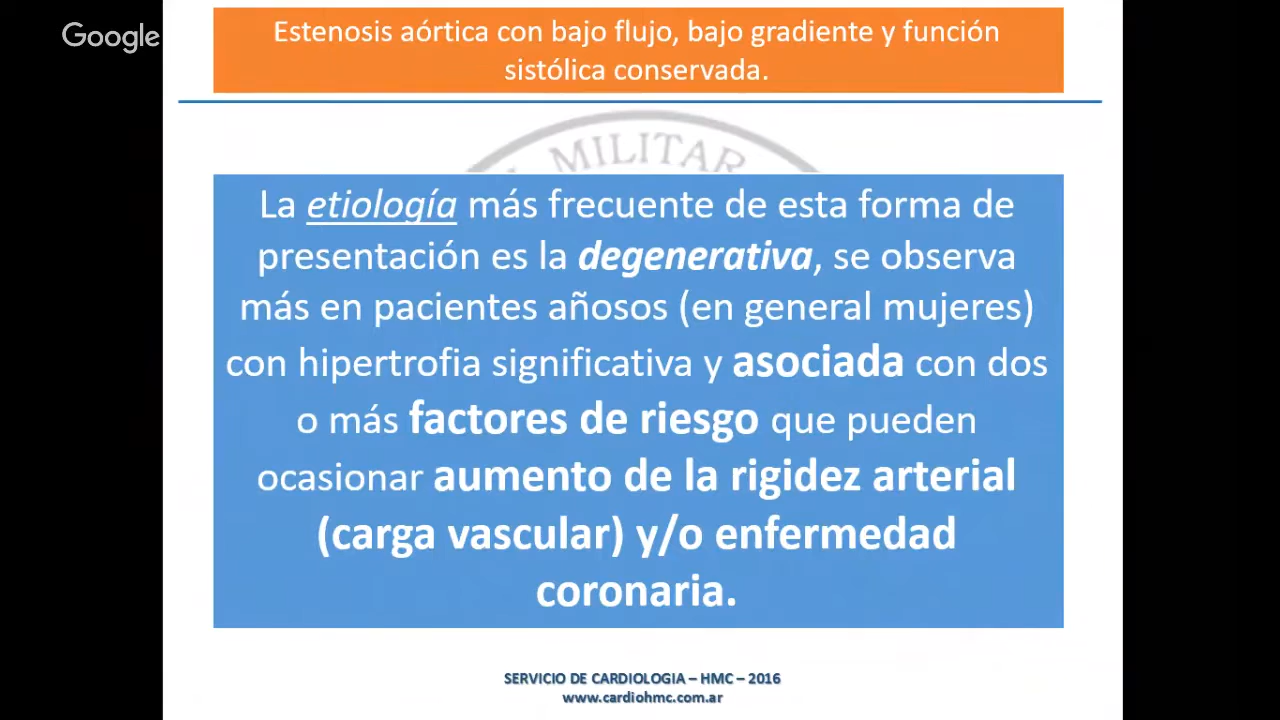 Google
Estenosis aórtica con bajo flujo, bajo gradiente y función
sistólica conservada.
MILITAR
La etiología más frecuente de esta forma de
presentación es la degenerativa, se observa
más en pacientes añosos (en general mujeres)
con hipertrofia significativa y asociada con dos
o más factores de riesgo que pueden
ocasionar aumento de la rigidez arterial
(carga vascular) y/o enfermedad
coronaria.
SERVICIO DE CARDIOLOGIA – HMC – 2016
www.cardiohmc.com.ar